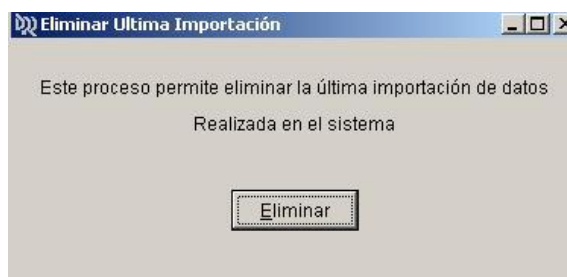 Eliminar Ultima Importación
Este proceso permite eliminar la última importación de datos
Realizada en el sistema
Eliminar